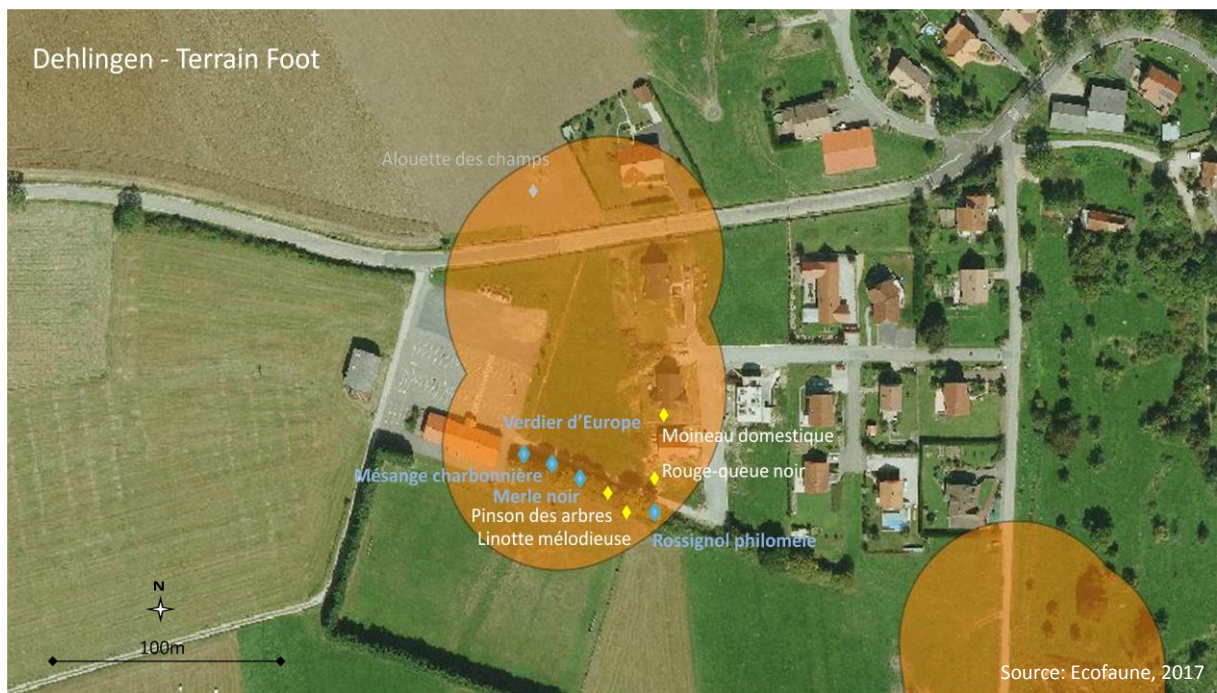 Dehlingen - Terrain Foot
Alouette des champs
Verdier d’Europe
Moineau domestique
Mésange charbonnière
Rouge-queue noir
Merle noir
Pinson des arbres
Linotte mélodieuse
Rossignol philomèle
N
100m
Source: Ecofaune, 2017